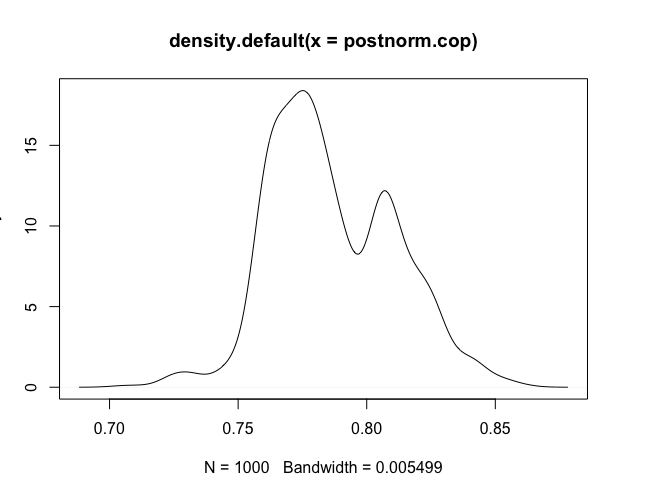 density.default(x = postnorm.cop)
15
10
5
0
0.70 0.75 0.80 0.85
N = 1000 Bandwidth = 0.005499